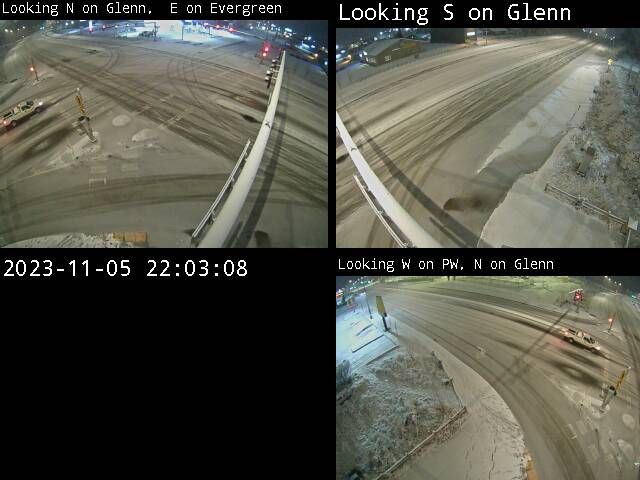 Looking N on Glenn,  E on Evergreen
Looking S on Glenn
2023-11-05 22:03:08
Looking W on PW, N on Glenn